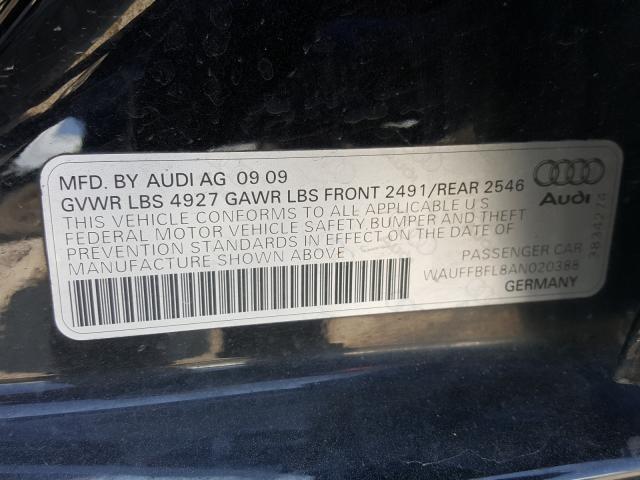 MFD. BY AUDI AG 09 09
GVWR LBS 4927 GAWR LBS FRONT 2491/REAR 2546
THIS VEHICLE CONFORMS TO ALL APPLICABLE U S
FEDERAL MOTOR VEHICLE SAFETY,BUMPER AND THEFT
PREVENTION STANDARDS IN EFFECT ON THE DATE OF
MANUFACTURE SHOWN ABOVE
Audi
3834274
PASSENGER CAR
WAUFFBFL8AN020388
GERMANY